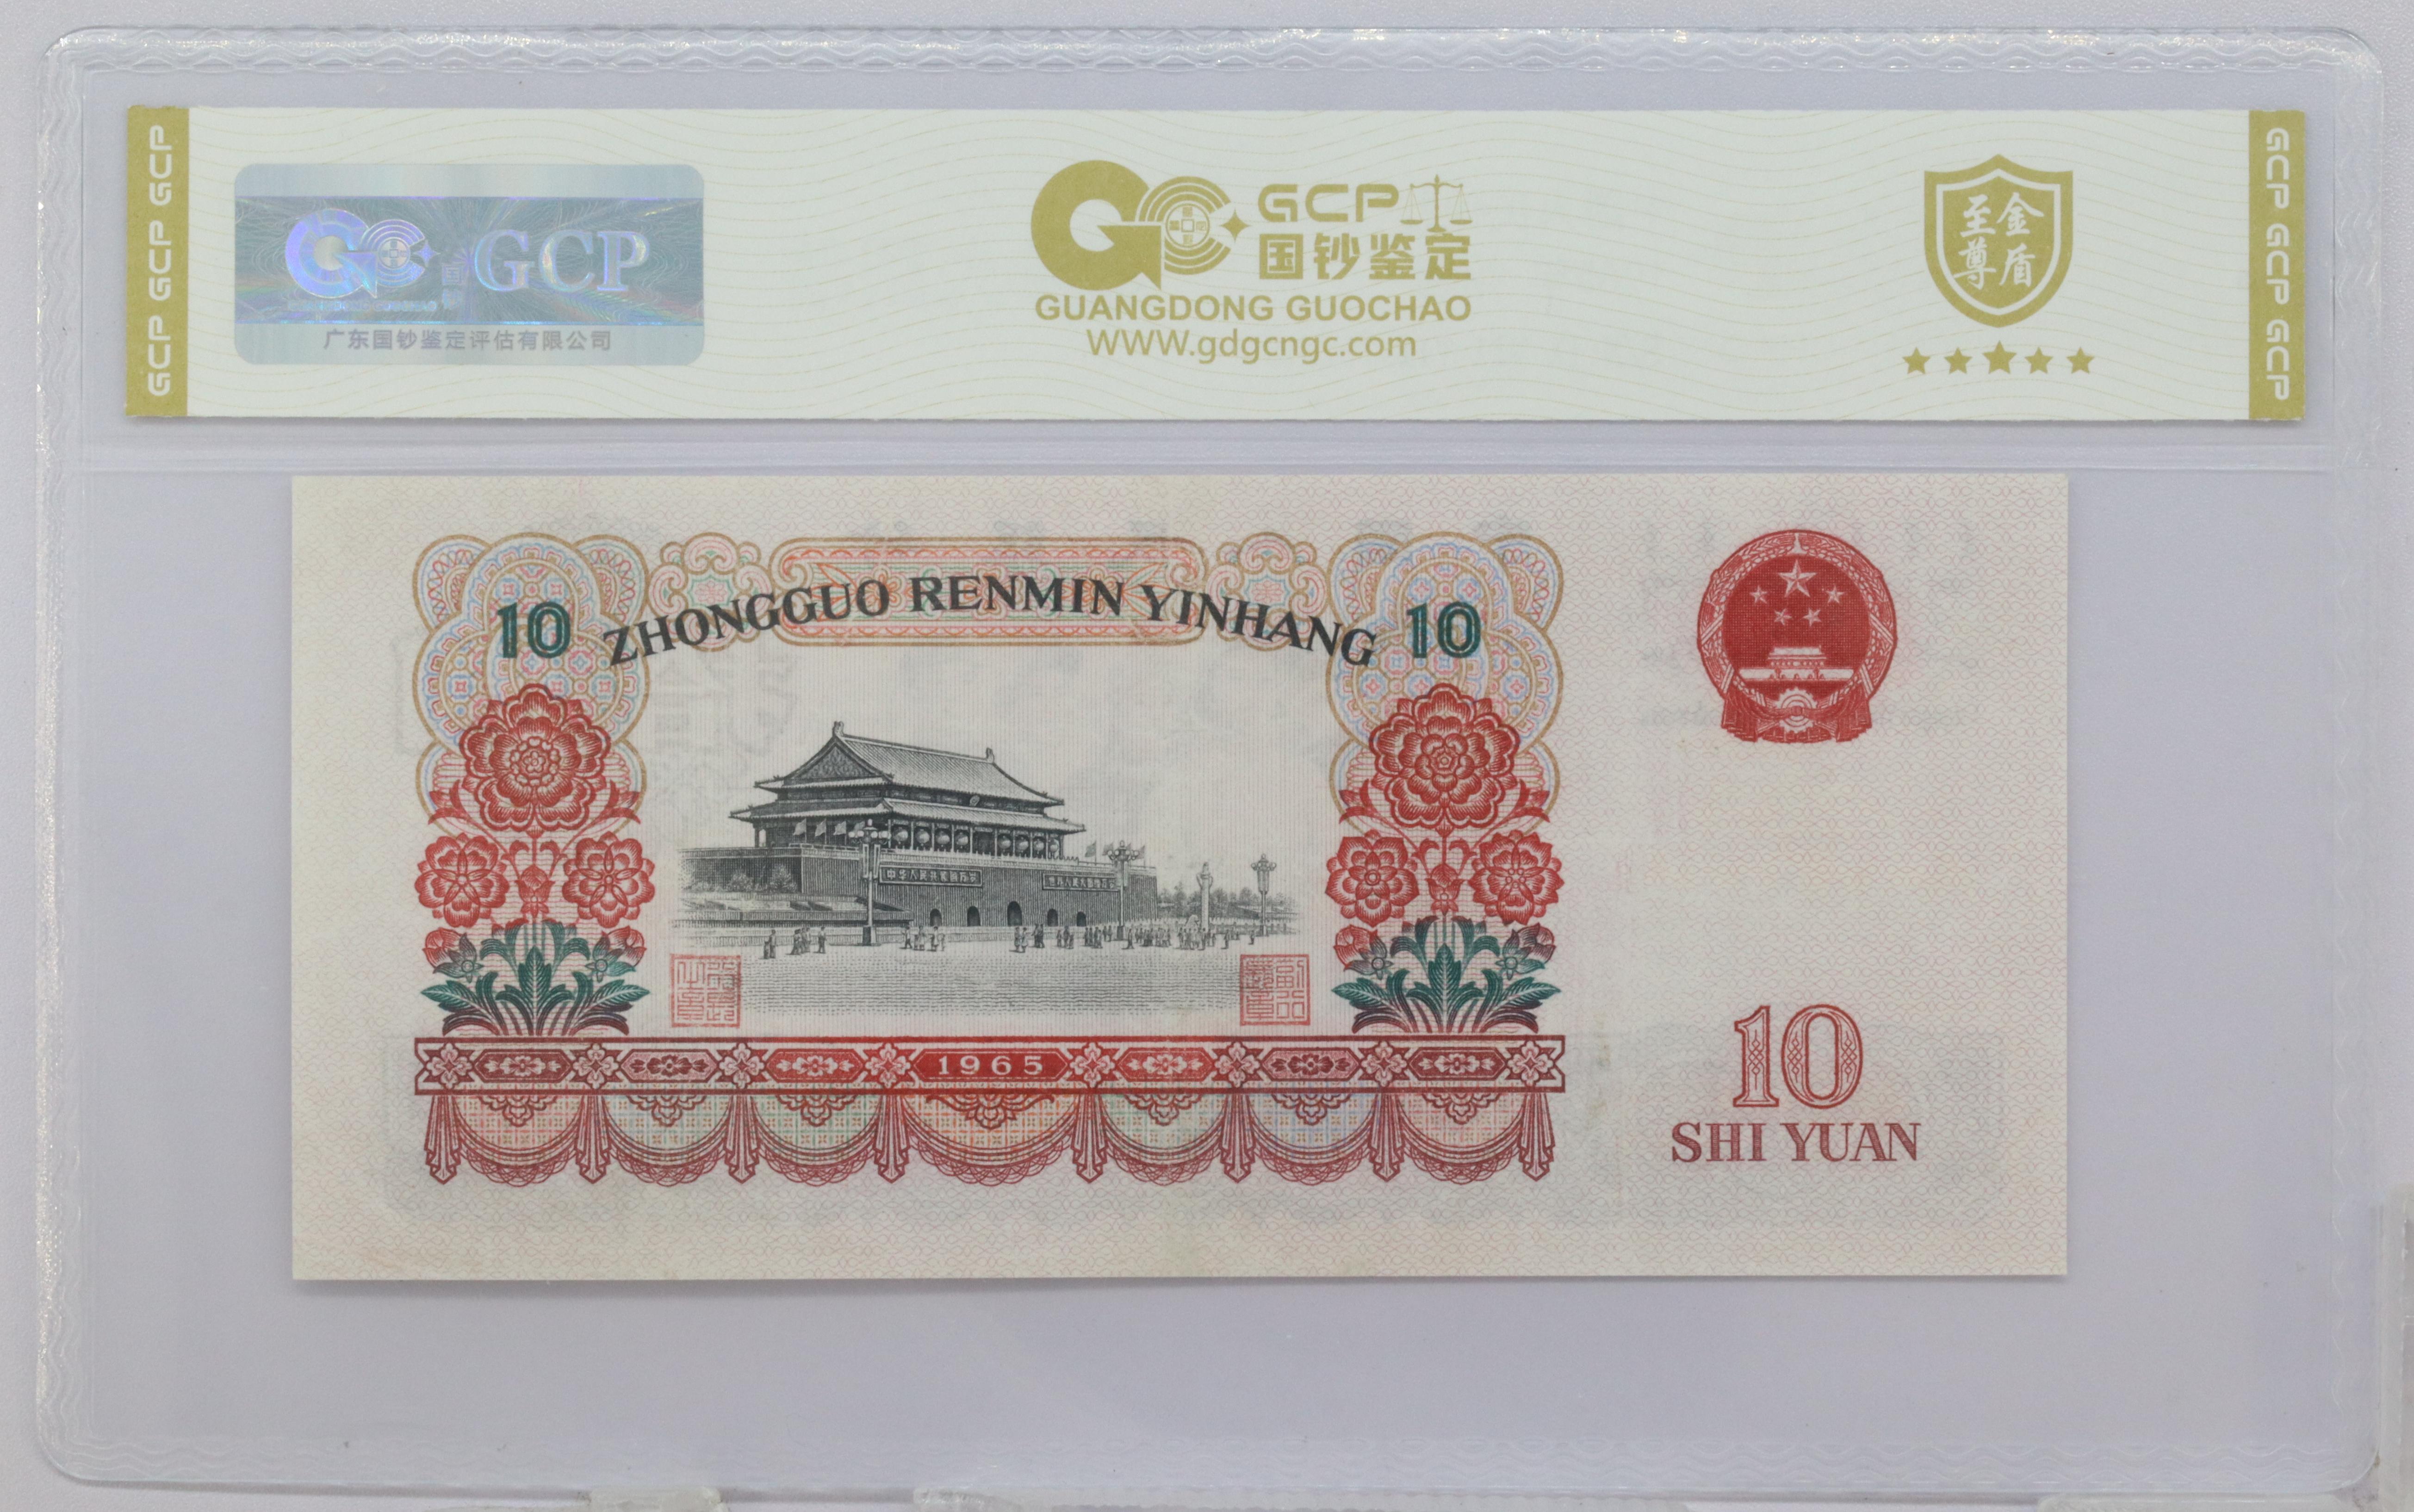 GCP GCP GCP
GCP
广东国钞鉴定评估有限公司
GCP
国钞鉴定
GUANGDONG GUOCHAO
WWW.gdgcngc.com
至尊金盾
GCP GCP GCP
10 ZHONGGUO RENMIN YINHANG 10
1965
10
SHI YUAN